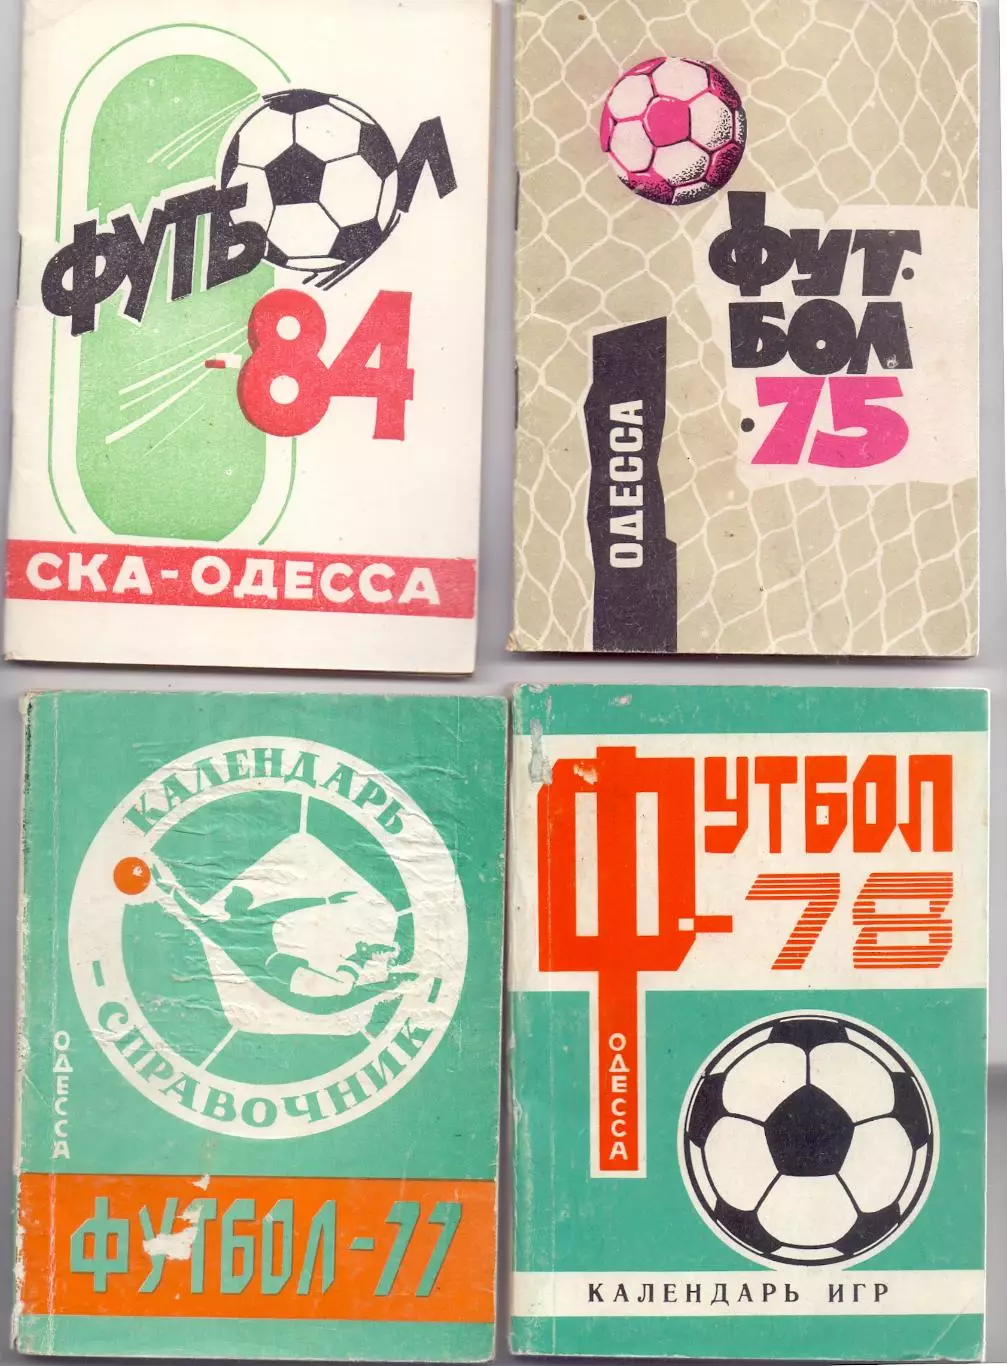 ФУТБОЛ
-84
СКА-ОДЕССА
ФУТ-
БОЛ
·75
ОДЕССА
КАЛЕНДАРЬ
-СПРАВОЧНИК-
ОДЕССА
ФУТБОЛ-77
ФУТБОЛ
-78
ОДЕССА
КАЛЕНДАРЬ ИГР